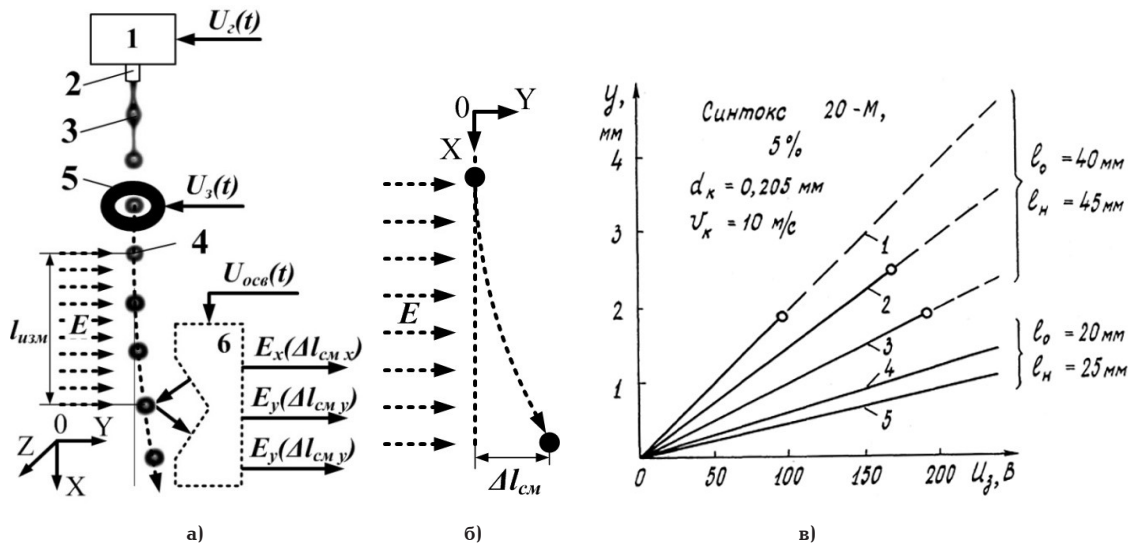 1
U_г(t)
2
3
5
U_з(t)
4
U_осв(t)
l_изм
E
6
E_x(Δl_см x)
E_y(Δl_см y)
E_y(Δl_см y)
0
Y
Z
X
а)
0
Y
X
E
Δl_см
б)
y,
мм
4
3
2
1
0
50
100
150
200
U_з, В
Синтокс 20-М,
5%
d_к = 0,205 мм
v_к = 10 м/с
1
2
3
4
5
l_о = 40 мм
l_н = 45 мм
l_о = 20 мм
l_н = 25 мм
в)